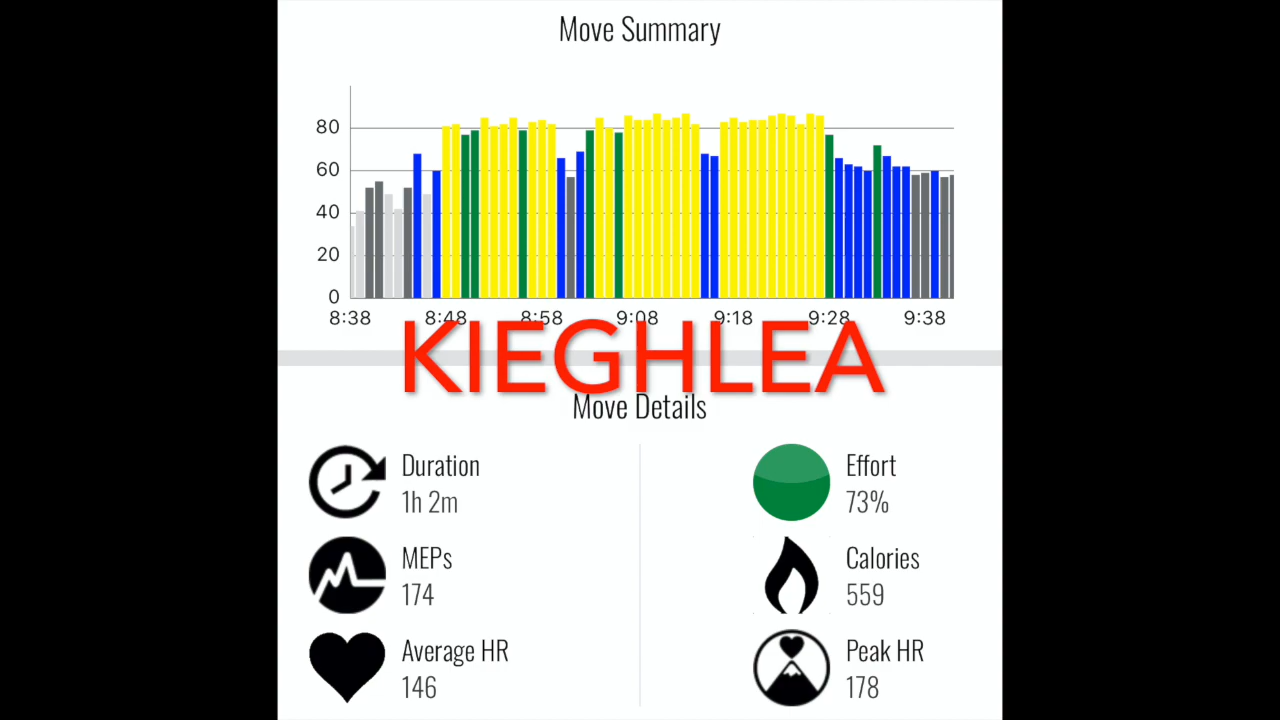 Move Summary
80
60
40
20
0
8:38 8:48 8:58 9:08 9:18 9:28 9:38
KIEGHLEA
Move Details
Duration
1h 2m
Effort
73%
MEPs
174
Calories
559
Average HR
146
Peak HR
178